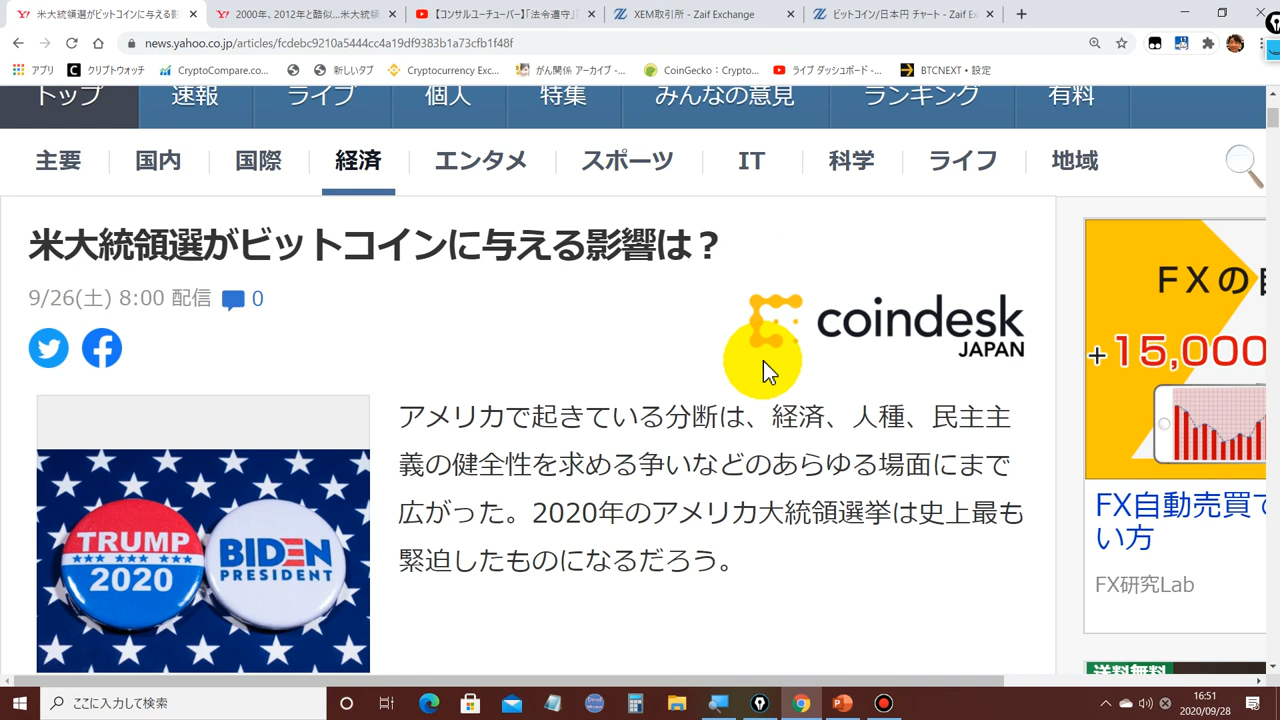 米大統領選がビットコインに与える影
2000年、2012年と酷似...米大統領
【コンサルユーチューバー】「法令遵守」
XEM取引所 - Zaif Exchange
ビットコイン/日本円 チャート - Zaif Ex
news.yahoo.co.jp/articles/fcdebc9210a5444cc4a19df9383b1a73cfb1f48f
アプリ
クリプトウォッチ
CryptoCompare.co...
新しいタブ
Cryptocurrency Exc...
がん関
CoinGecko : Cryptο...
ライブ ダッシュボード - ...
BTCNEXT • 設定
トップ
速報
ライブ
個人
特集
みんなの意見
ランキング
有料
主要
国内
国際
経済
エンタメ
スポーツ
IT
科学
ライフ
地域
米大統領選がビットコインに与える影響は？
9/26(土) 8:00 配信
0
coindesk
JAPAN
アメリカで起きている分断は、経済、人種、民主主
義の健全性を求める争いなどのあらゆる場面にまで
広がった。2020年のアメリカ大統領選挙は史上最も
緊迫したものになるだろう。
TRUMP
2020
BIDEN
PRESIDENT
FXの
+15,000
FX自動売買て
い方
FX研究Lab
送料無料
ここに入力して検索
16:51
2020/09/28